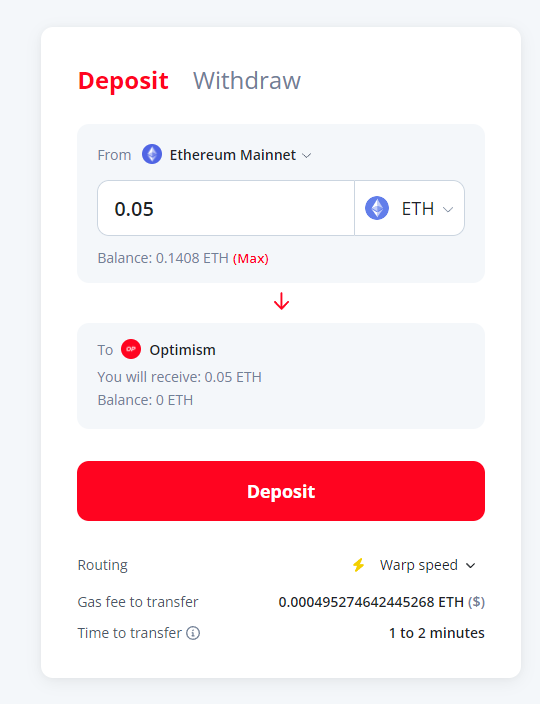 Deposit Withdraw
From Ethereum Mainnet
0.05 ETH
Balance: 0.1408 ETH (Max)
To OP Optimism
You will receive: 0.05 ETH
Balance: 0 ETH
Deposit
Routing Warp speed
Gas fee to transfer 0.000495274642445268 ETH ($)
Time to transfer 1 to 2 minutes